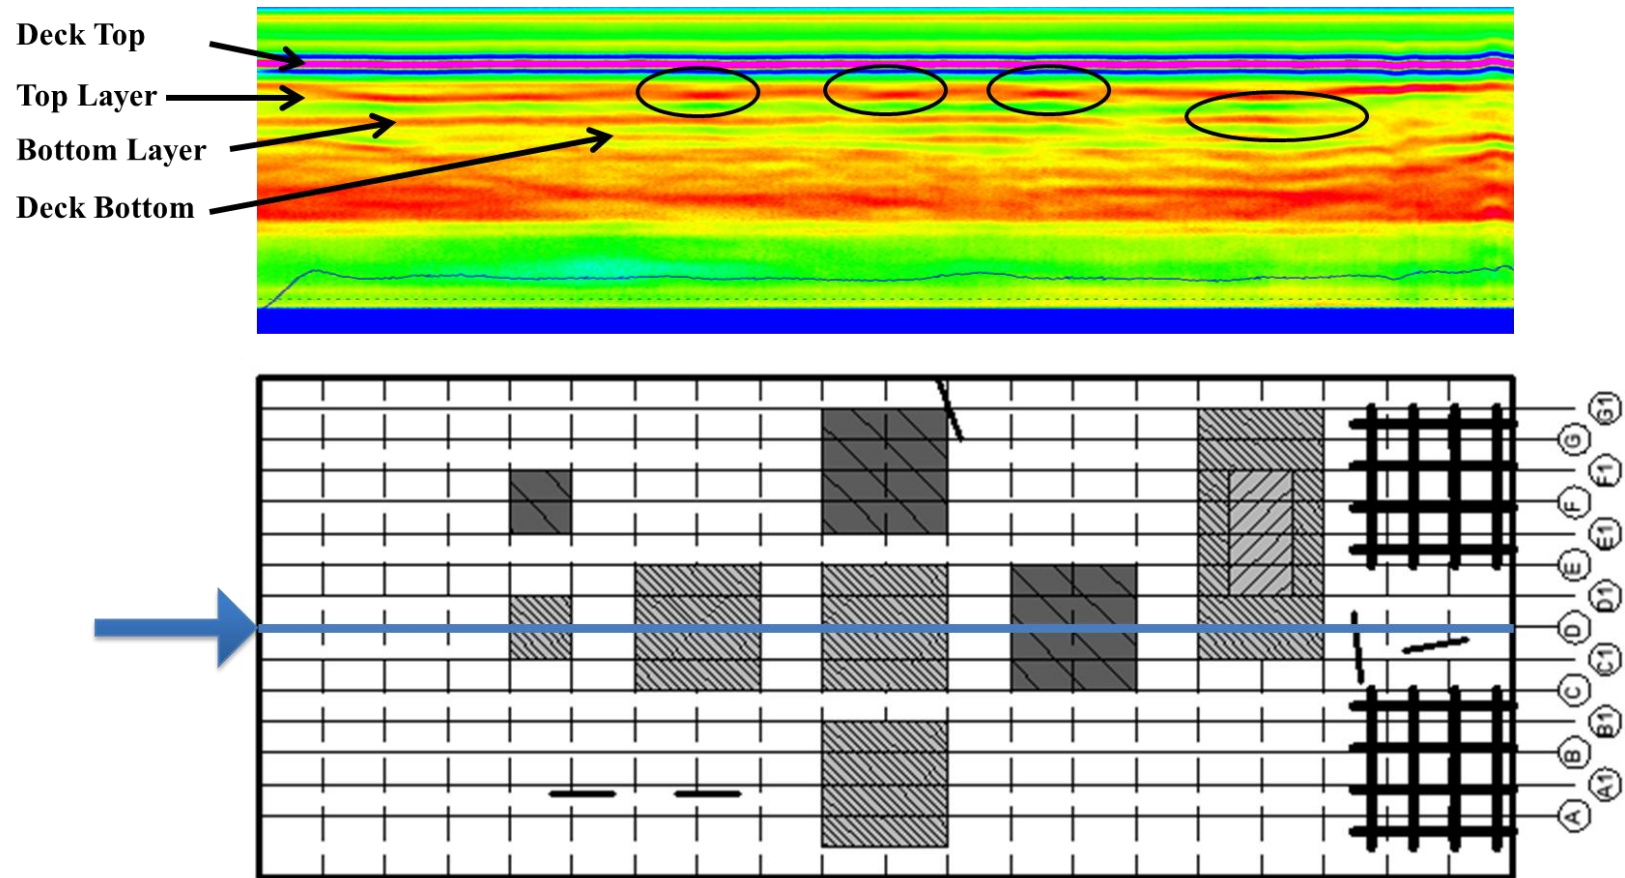 Deck Top
Top Layer
Bottom Layer
Deck Bottom
G1
G
F1
F
E1
E
D1
D
C1
C
B1
B
A1
A